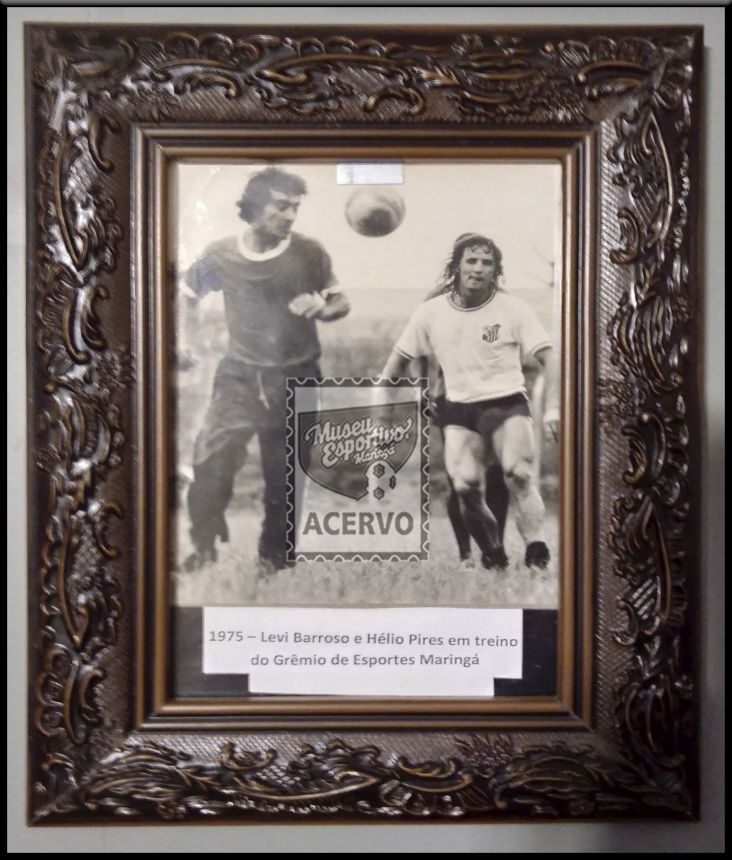 Museu
Esportivo!
Maringá
ACERVO
1975 – Levi Barroso e Hélio Pires em treino
do Grêmio de Esportes Maringá